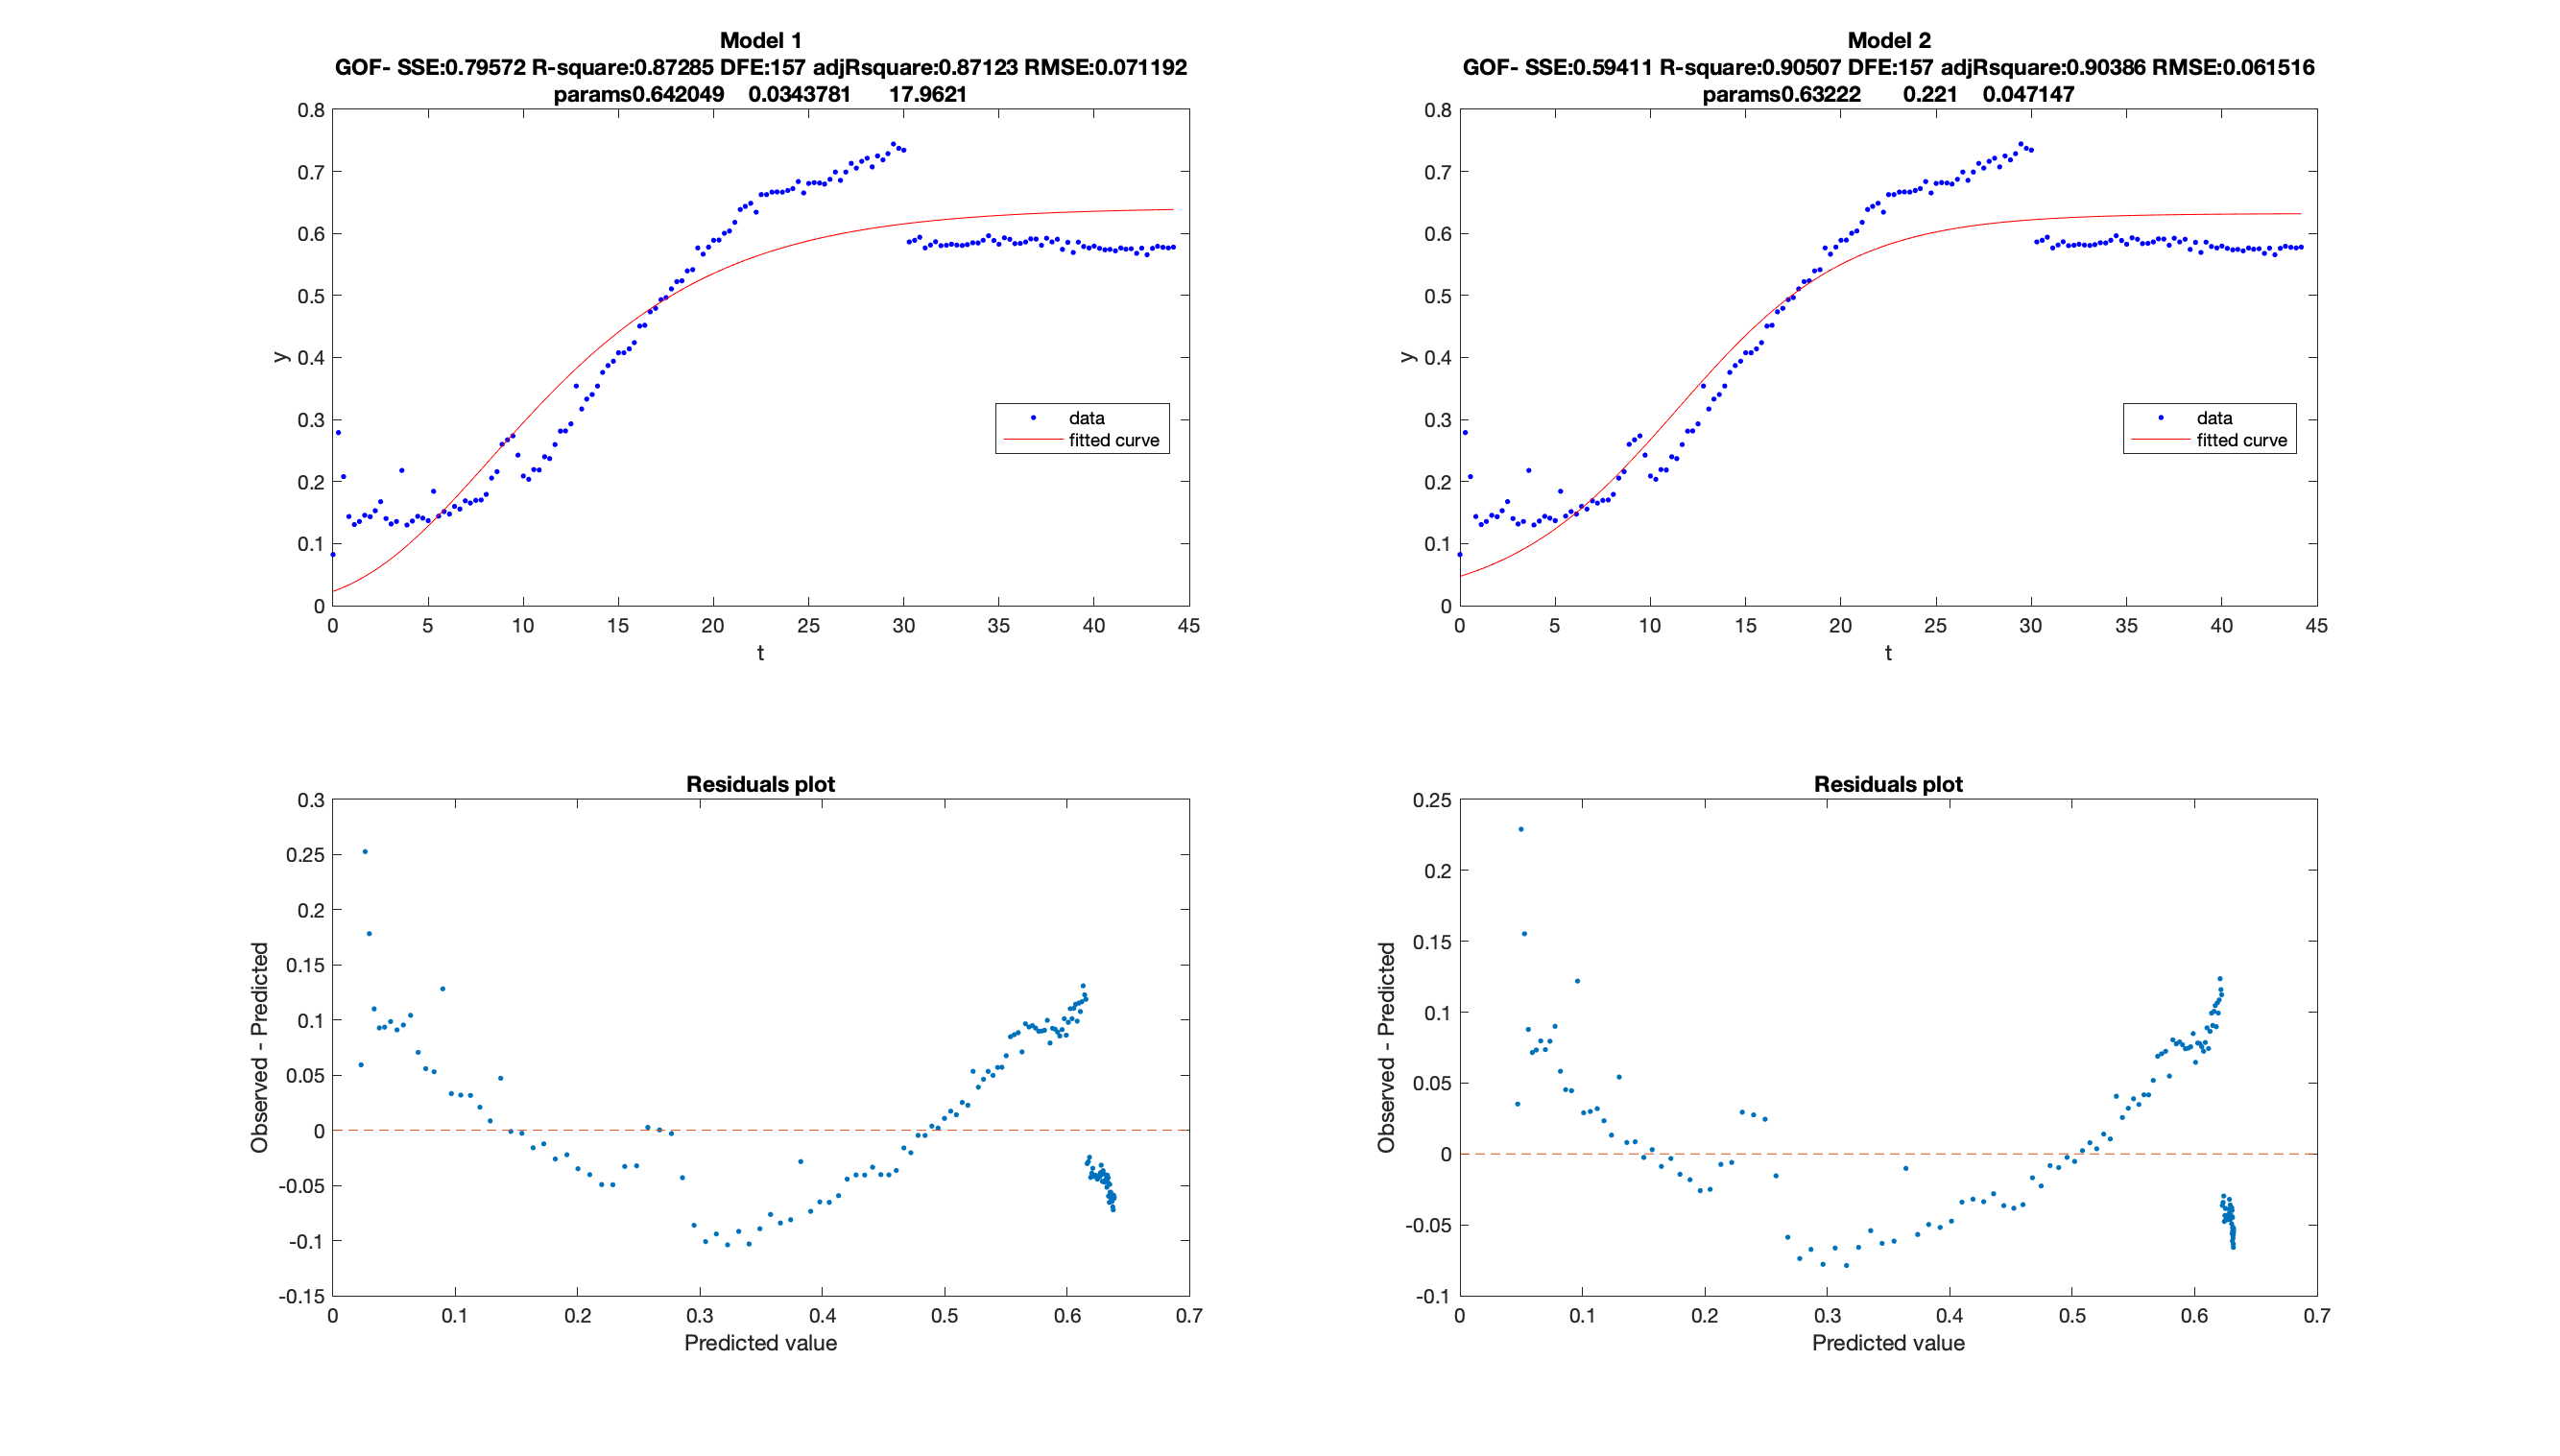 Model 1
GOF- SSE:0.79572 R-square:0.87285 DFE:157 adjRsquare:0.87123 RMSE:0.071192
params0.642049 0.0343781 17.9621
0.8
0.7
0.6
0.5
0.4
0.3
0.2
0.1
0
y
data
fitted curve
0 5 10 15 20 25 30 35 40 45
t
Model 2
GOF- SSE:0.59411 R-square:0.90507 DFE:157 adjRsquare:0.90386 RMSE:0.061516
params0.63222 0.221 0.047147
0.8
0.7
0.6
0.5
0.4
0.3
0.2
0.1
0
y
data
fitted curve
0 5 10 15 20 25 30 35 40 45
t
Residuals plot
0.3
0.25
0.2
0.15
0.1
0.05
0
-0.05
-0.1
-0.15
Observed - Predicted
0 0.1 0.2 0.3 0.4 0.5 0.6 0.7
Predicted value
Residuals plot
0.25
0.2
0.15
0.1
0.05
0
-0.05
-0.1
Observed - Predicted
0 0.1 0.2 0.3 0.4 0.5 0.6 0.7
Predicted value